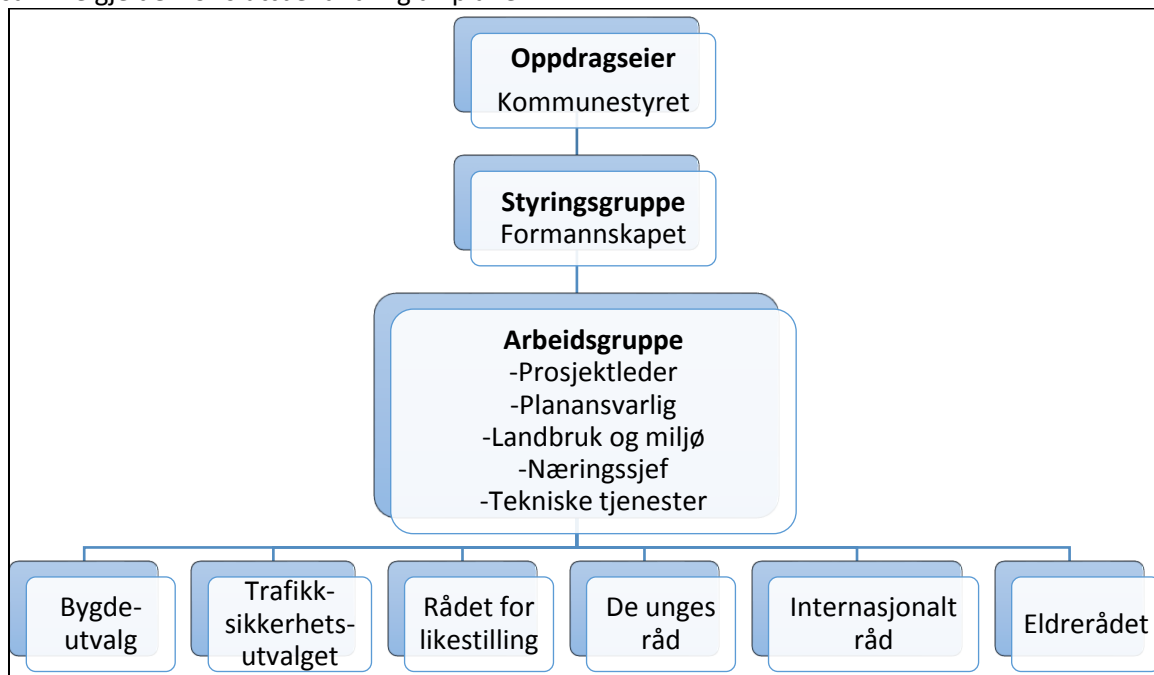 Oppdragseier
Kommunestyret
Styringsgruppe
Formannskapet
Arbeidsgruppe
-Prosjektleder
-Planansvarlig
-Landbruk og miljø
-Næringssjef
-Tekniske tjenester
Bygde-
utvalg
Trafikk-
sikkerhets-
utvalget
Rådet for
likestilling
De unges
råd
Internasjonalt
råd
Eldrerådet